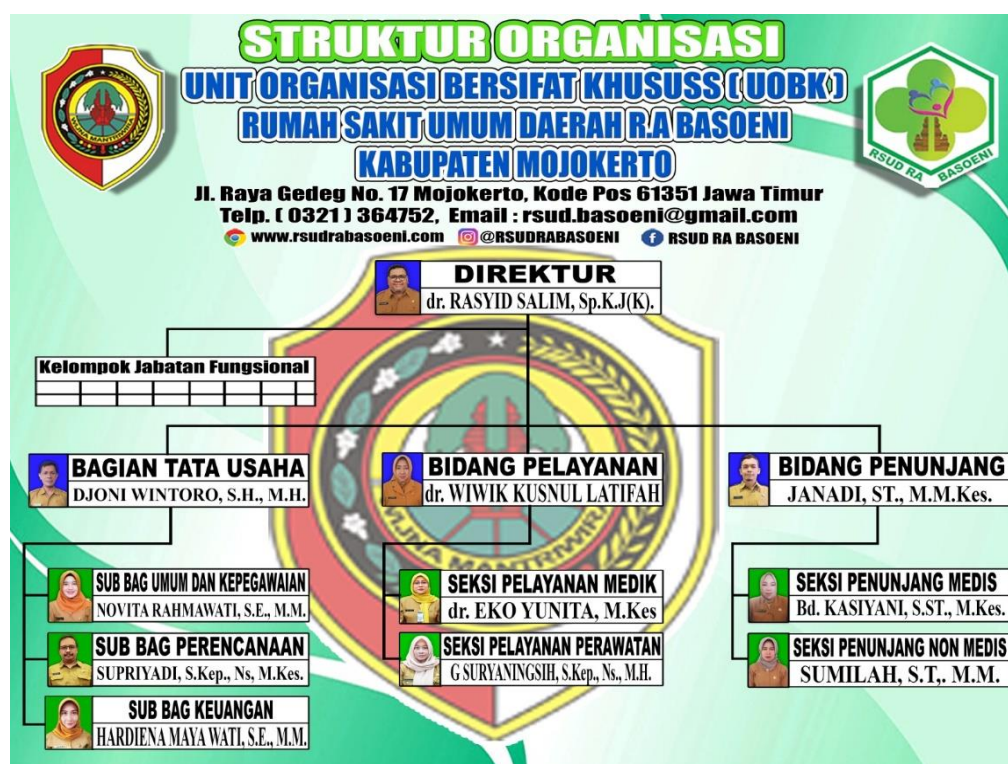 STRUKTUR ORGANISASI
UNIT ORGANISASI BERSIFAT KHUSUSS ( UOBK )
RUMAH SAKIT UMUM DAERAH R.A BASOENI
KABUPATEN MOJOKERTO
Jl. Raya Gedeg No. 17 Mojokerto, Kode Pos 61351 Jawa Timur
Telp. ( 0321 ) 364752, Email : rsud.basoeni@gmail.com
www.rsudrabasoeni.com @RSUDRABASOENI RSUD RA BASOENI
RSUD RA BASOENI
DIREKTUR
dr. RASYID SALIM, Sp.K.J(K).
Kelompok Jabatan Fungsional
BAGIAN TATA USAHA
DJONI WINTORO, S.H., M.H.
BIDANG PELAYANAN
dr. WIWIK KUSNUL LATIFAH
BIDANG PENUNJANG
JANADI, ST., M.M.Kes.
MANTRIWIRA
SUB BAG UMUM DAN KEPEGAWAIAN
NOVITA RAHMAWATI, S.E., M.M.
SUB BAG PERENCANAAN
SUPRIYADI, S.Kep., Ns, M.Kes.
SUB BAG KEUANGAN
HARDIENA MAYA WATI, S.E., M.M.
SEKSI PELAYANAN MEDIK
dr. EKO YUNITA, M.Kes
SEKSI PELAYANAN PERAWATAN
G SURYANINGSIH, S.Kep., Ns., M.H.
SEKSI PENUNJANG MEDIS
Bd. KASIYANI, S.ST., M.Kes.
SEKSI PENUNJANG NON MEDIS
SUMILAH, S.T,. M.M.